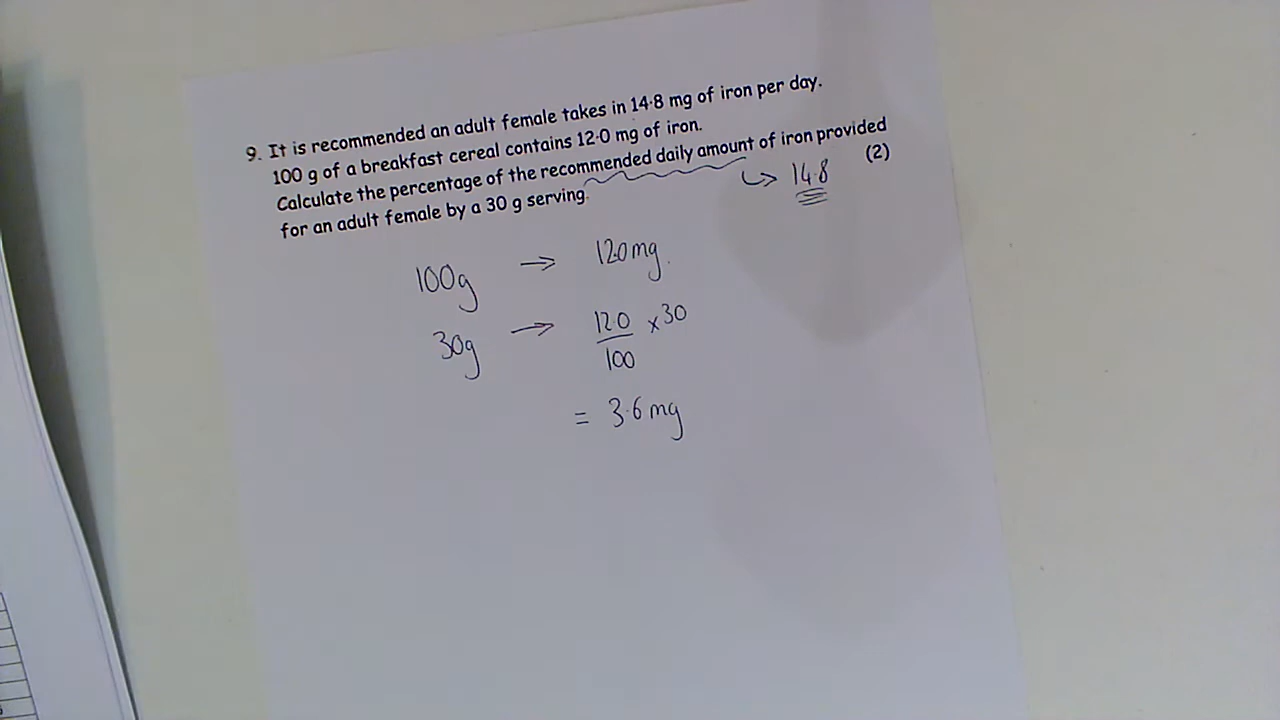 9. It is recommended an adult female takes in 14·8 mg of iron per day.
100 g of a breakfast cereal contains 12·0 mg of iron.
Calculate the percentage of the recommended daily amount of iron provided
for an adult female by a 30 g serving. (2)
↳ 14.8
100g → 12.0mg.
30g → 12.0 × 30
100
= 3.6 mg